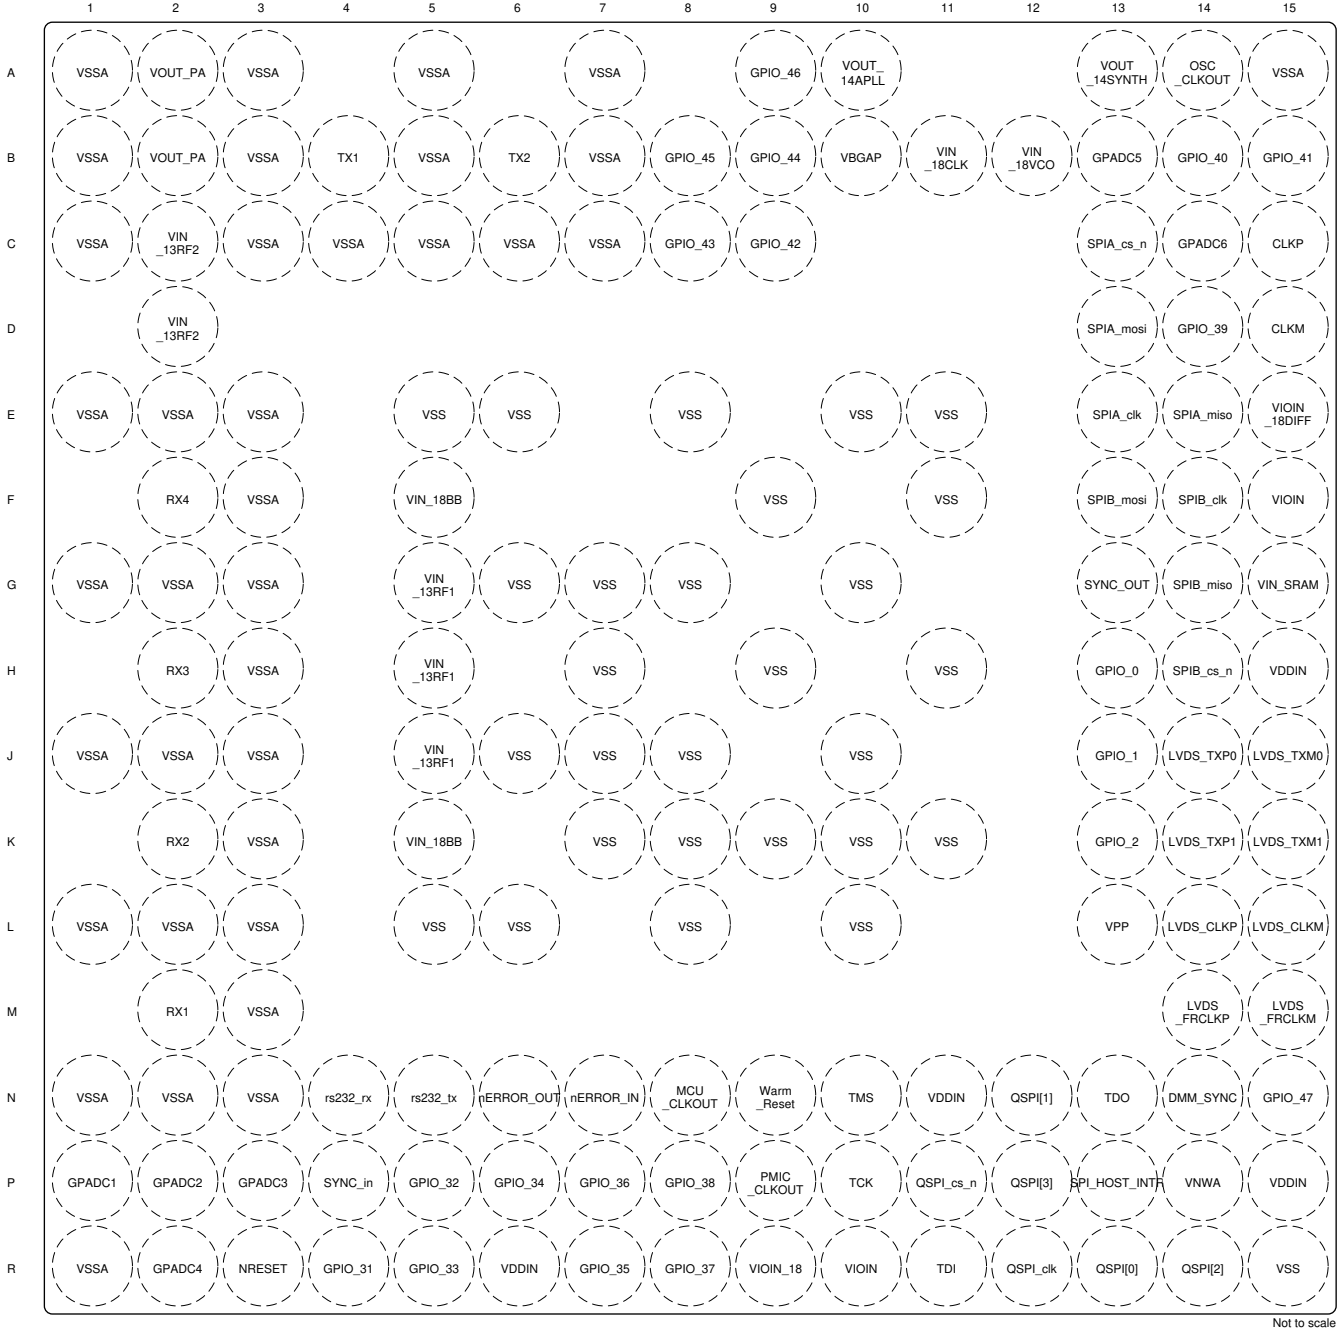 1 2 3 4 5 6 7 8 9 10 11 12 13 14 15
A VSSA VOUT_PA VSSA VSSA VSSA GPIO_46 VOUT_ 14APLL VOUT _14SYNTH OSC _CLKOUT VSSA
B VSSA VOUT_PA VSSA TX1 VSSA TX2 VSSA GPIO_45 GPIO_44 VBGAP VIN _18CLK VIN _18VCO GPADC5 GPIO_40 GPIO_41
C VSSA VIN _13RF2 VSSA VSSA VSSA VSSA VSSA GPIO_43 GPIO_42 SPIA_cs_n GPADC6 CLKP
D VIN _13RF2 SPIA_mosi GPIO_39 CLKM
E VSSA VSSA VSSA VSS VSS VSS VSS VSS SPIA_clk SPIA_miso VIOIN _18DIFF
F RX4 VSSA VIN_18BB VSS VSS SPIB_mosi SPIB_clk VIOIN
G VSSA VSSA VSSA VIN _13RF1 VSS VSS VSS VSS SYNC_OUT SPIB_miso VIN_SRAM
H RX3 VSSA VIN _13RF1 VSS VSS VSS GPIO_0 SPIB_cs_n VDDIN
J VSSA VSSA VSSA VIN _13RF1 VSS VSS VSS VSS GPIO_1 LVDS_TXP0 LVDS_TXM0
K RX2 VSSA VIN_18BB VSS VSS VSS VSS VSS GPIO_2 LVDS_TXP1 LVDS_TXM1
L VSSA VSSA VSSA VSS VSS VSS VSS VPP LVDS_CLKP LVDS_CLKM
M RX1 VSSA LVDS _FRCLKP LVDS _FRCLKM
N VSSA VSSA VSSA rs232_rx rs232_tx nERROR_OUT nERROR_IN MCU _CLKOUT Warm _Reset TMS VDDIN QSPI[1] TDO DMM_SYNC GPIO_47
P GPADC1 GPADC2 GPADC3 SYNC_in GPIO_32 GPIO_34 GPIO_36 GPIO_38 PMIC _CLKOUT TCK QSPI_cs_n QSPI[3] SPI_HOST_INTR VNWA VDDIN
R VSSA GPADC4 NRESET GPIO_31 GPIO_33 VDDIN GPIO_35 GPIO_37 VIOIN_18 VIOIN TDI QSPI_clk QSPI[0] QSPI[2] VSS
Not to scale